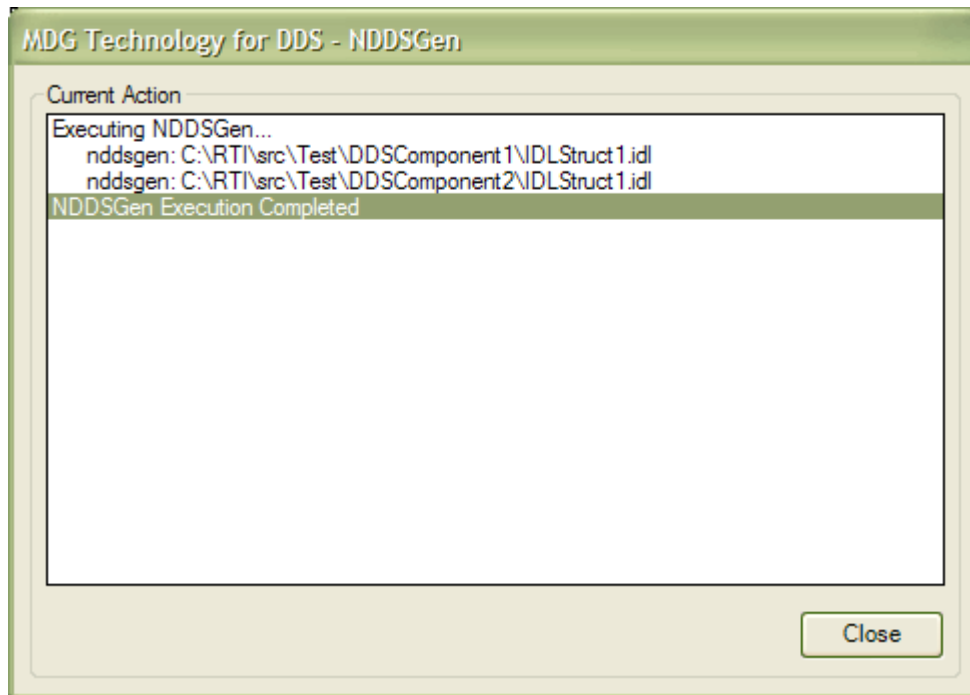 MDG Technology for DDS - NDDSGen
Current Action
Executing NDDSGen...
nddsgen: C:\RTI\src\Test\DDSComponent1\IDLStruct1.idl
nddsgen: C:\RTI\src\Test\DDSComponent2\IDLStruct1.idl
NDDSGen Execution Completed
Close